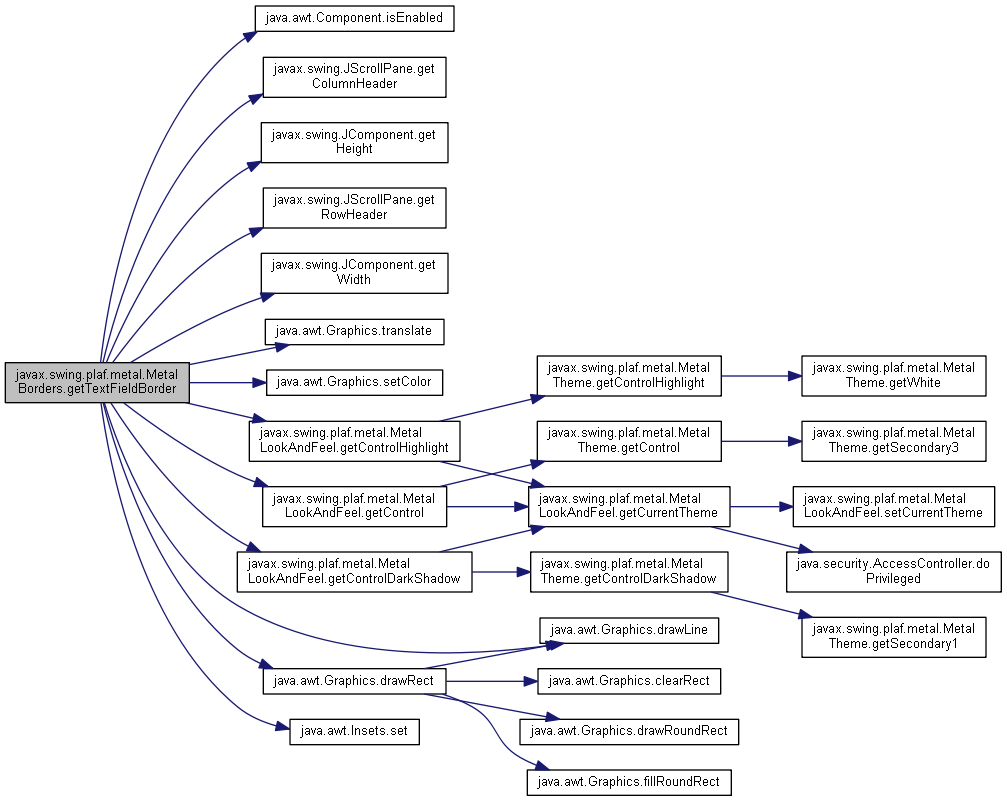 java.awt.Component.isEnabled
javax.swing.JScrollPane.get
ColumnHeader
javax.swing.JComponent.get
Height
javax.swing.JScrollPane.get
RowHeader
javax.swing.JComponent.get
Width
java.awt.Graphics.translate
javax.swing.plaf.metal.Metal
Borders.getTextFieldBorder
java.awt.Graphics.setColor
javax.swing.plaf.metal.Metal
Theme.getControlHighlight
javax.swing.plaf.metal.Metal
Theme.getWhite
javax.swing.plaf.metal.Metal
LookAndFeel.getControlHighlight
javax.swing.plaf.metal.Metal
Theme.getControl
javax.swing.plaf.metal.Metal
Theme.getSecondary3
javax.swing.plaf.metal.Metal
LookAndFeel.getControl
javax.swing.plaf.metal.Metal
LookAndFeel.getCurrentTheme
javax.swing.plaf.metal.Metal
LookAndFeel.setCurrentTheme
javax.swing.plaf.metal.Metal
LookAndFeel.getControlDarkShadow
javax.swing.plaf.metal.Metal
Theme.getControlDarkShadow
java.security.AccessController.do
Privileged
java.awt.Graphics.drawLine
javax.swing.plaf.metal.Metal
Theme.getSecondary1
java.awt.Graphics.drawRect
java.awt.Graphics.clearRect
java.awt.Insets.set
java.awt.Graphics.drawRoundRect
java.awt.Graphics.fillRoundRect